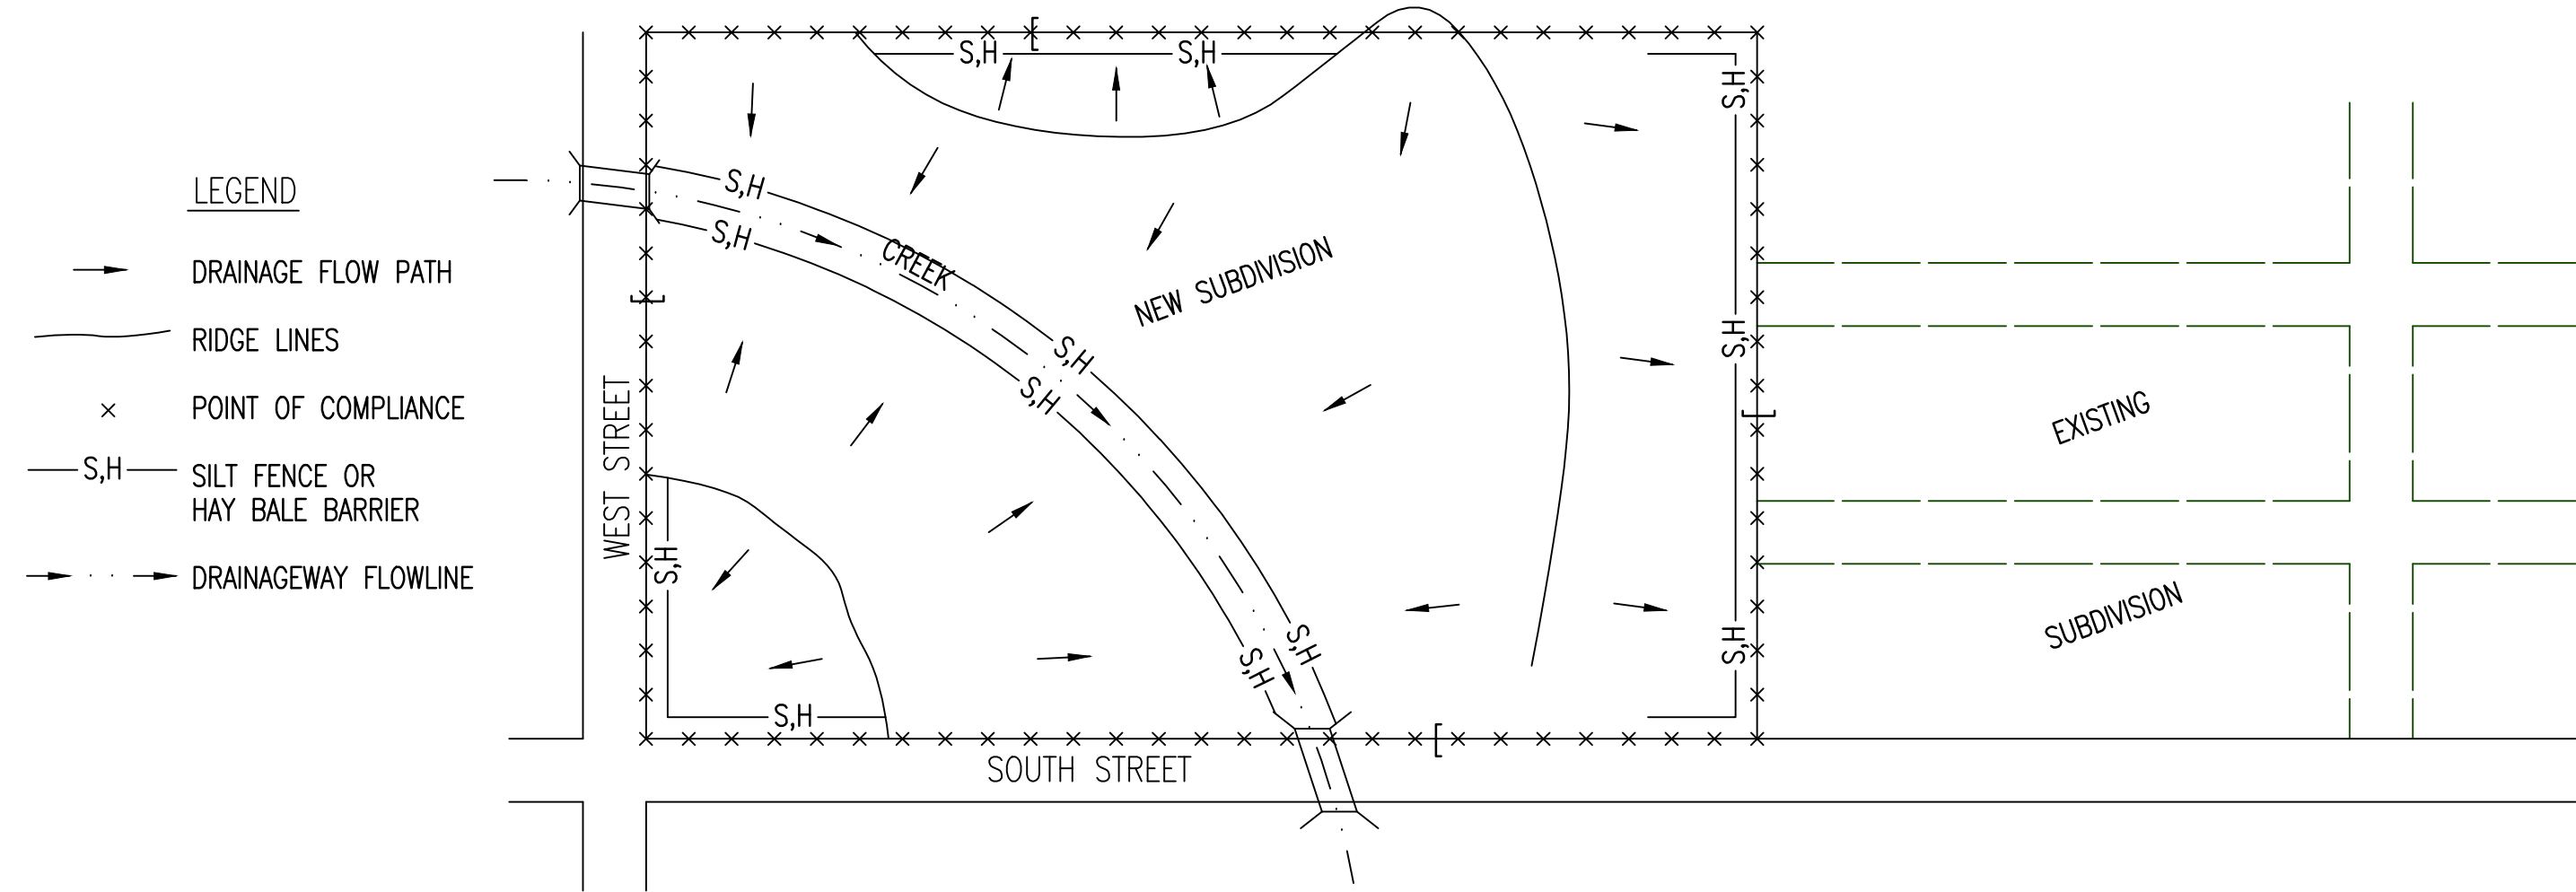 LEGEND
DRAINAGE FLOW PATH
RIDGE LINES
POINT OF COMPLIANCE
S,H
SILT FENCE OR
HAY BALE BARRIER
DRAINAGEWAY FLOWLINE
S,H
S,H
S,H
S,H
S,H
CREEK
NEW SUBDIVISION
S,H
S,H
S,H
WEST STREET
EXISTING
S,H
SUBDIVISION
S,H
S,H
S,H
S,H
SOUTH STREET